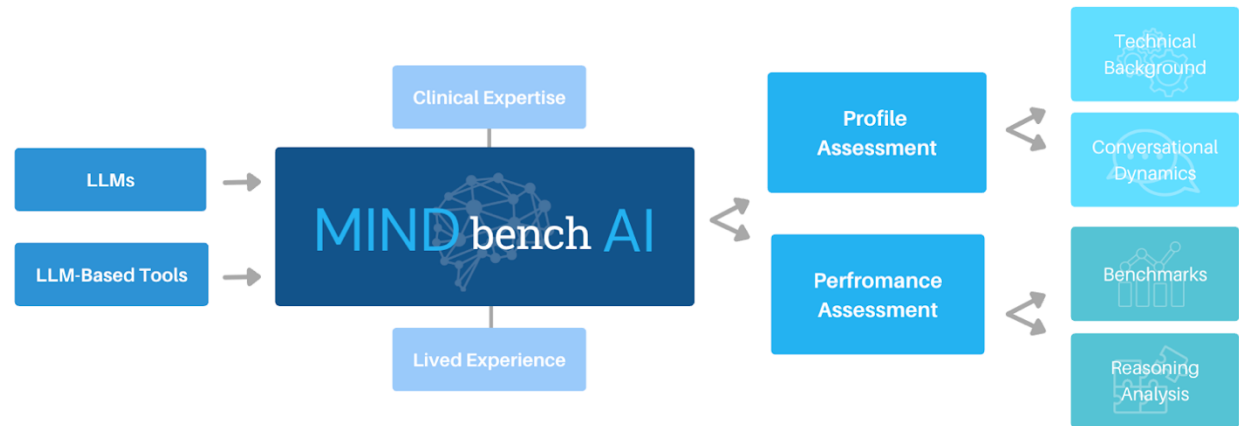 LLMs
LLM-Based Tools
Clinical Expertise
MIND bench AI
Lived Experience
Profile
Assessment
Perfromance
Assessment
Technical
Background
Conversational
Dynamics
Benchmarks
Reasoning
Analysis